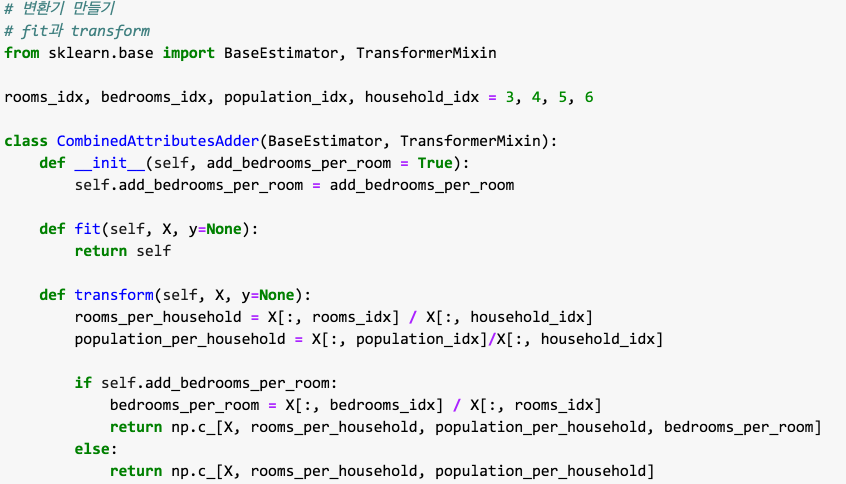 # 변환기 만들기
# fit과 transform
from sklearn.base import BaseEstimator, TransformerMixin
rooms_idx, bedrooms_idx, population_idx, household_idx = 3, 4, 5, 6
class CombinedAttributesAdder(BaseEstimator, TransformerMixin):
    def __init__(self, add_bedrooms_per_room = True):
        self.add_bedrooms_per_room = add_bedrooms_per_room
    def fit(self, X, y=None):
        return self
    def transform(self, X, y=None):
        rooms_per_household = X[:, rooms_idx] / X[:, household_idx]
        population_per_household = X[:, population_idx]/X[:, household_idx]
        if self.add_bedrooms_per_room:
            bedrooms_per_room = X[:, bedrooms_idx] / X[:, rooms_idx]
            return np.c_[X, rooms_per_household, population_per_household, bedrooms_per_room]
        else:
            return np.c_[X, rooms_per_household, population_per_household]